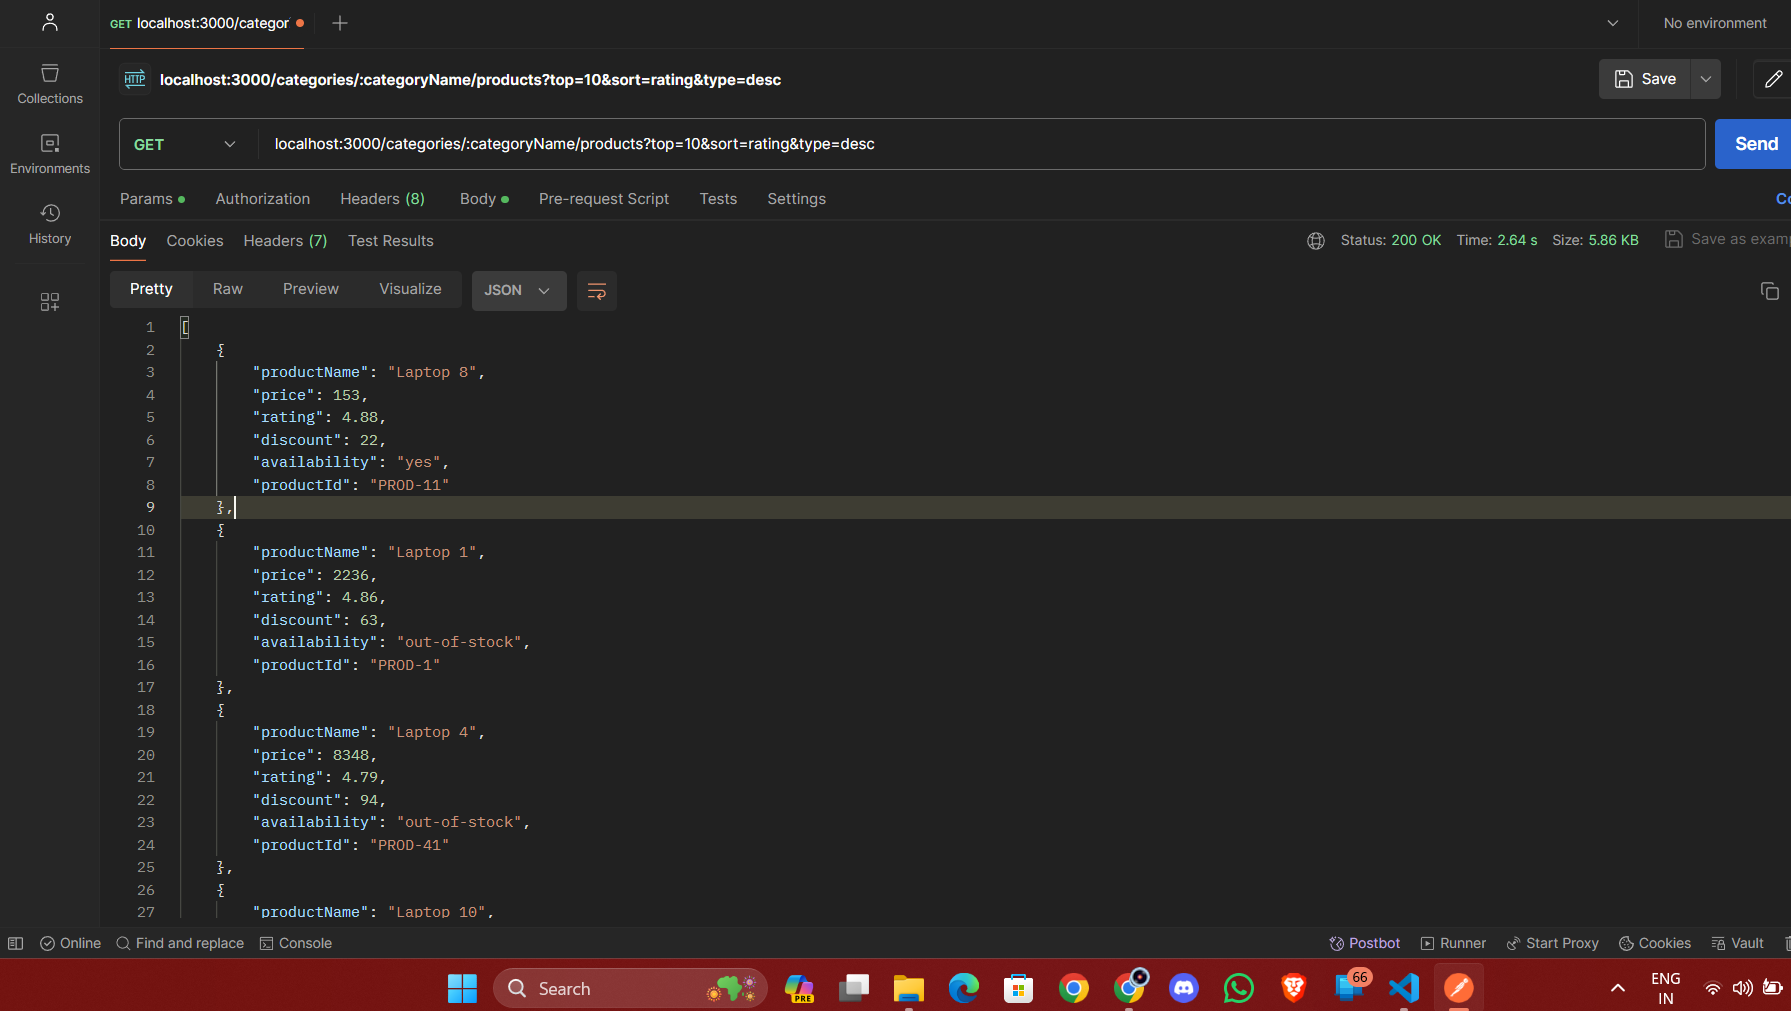 GET localhost:3000/categor
No environment
HTTP localhost:3000/categories/:categoryName/products?top=10&sort=rating&type=desc
Save
Collections
Environments
History
GET localhost:3000/categories/:categoryName/products?top=10&sort=rating&type=desc
Send
Params Authorization Headers (8) Body Pre-request Script Tests Settings
Co
Body Cookies Headers (7) Test Results
Status: 200 OK Time: 2.64 s Size: 5.86 KB Save as examp
Pretty Raw Preview Visualize JSON
1 [
2 {
3 "productName": "Laptop 8",
4 "price": 153,
5 "rating": 4.88,
6 "discount": 22,
7 "availability": "yes",
8 "productId": "PROD-11"
9 },
10 {
11 "productName": "Laptop 1",
12 "price": 2236,
13 "rating": 4.86,
14 "discount": 63,
15 "availability": "out-of-stock",
16 "productId": "PROD-1"
17 },
18 {
19 "productName": "Laptop 4",
20 "price": 8348,
21 "rating": 4.79,
22 "discount": 94,
23 "availability": "out-of-stock",
24 "productId": "PROD-41"
25 },
26 {
27 "productName": "Laptop 10",
Online Find and replace Console
Postbot Runner Start Proxy Cookies Vault
Search
PRE
66
ENG
IN